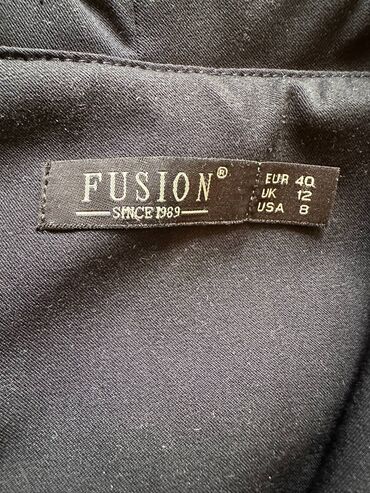 FUSION®
SINCE 1989
EUR 40
UK 12
USA 8